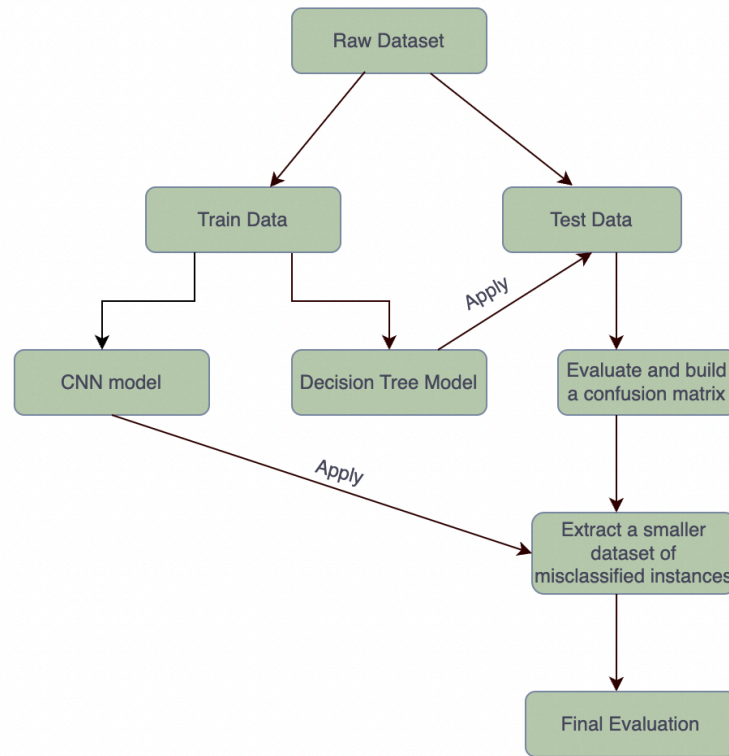 Raw Dataset
Train Data
Test Data
Apply
CNN model
Decision Tree Model
Evaluate and build
a confusion matrix
Apply
Extract a smaller
dataset of
misclassified instances
Final Evaluation